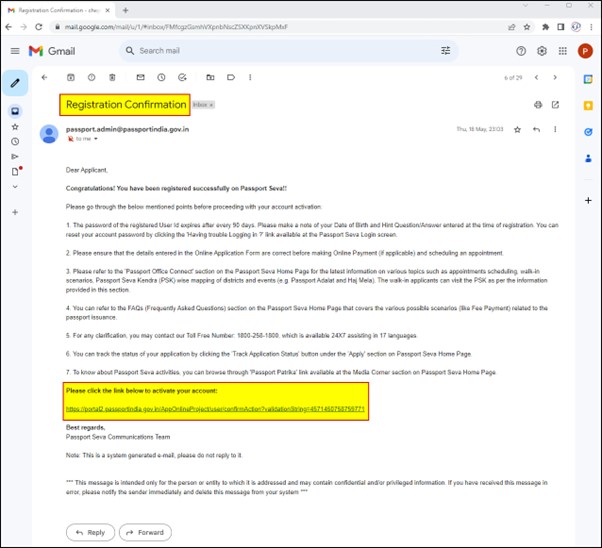 Registration Confirmation - chec
mail.google.com/mail/u/1/#inbox/
Gmail
Search mail
P
6 of 29
Registration Confirmation
Inbox x
passport.admin@passportindia.gov.in
to me
Thu, 18 May, 23:03
Dear Applicant,
Congratulations! You have been registered successfully on Passport Seva!!
Please go through the below mentioned points before proceeding with your account activation:
1. The password of the registered User Id expires after every 90 days. Please make a note of your Date of Birth and Hint Question/Answer entered at the time of registration. You can
reset your account password by clicking the 'Having trouble Logging in ?' link available at the Passport Seva Login screen.
2. Please ensure that the details entered in the Online Application Form are correct before making Online Payment (if applicable) and scheduling an appointment.
3. Please refer to the 'Passport Office Connect' section on the Passport Seva Home Page for the latest information on various topics such as appointments scheduling, walk-in
scenarios, Passport Seva Kendra (PSK) wise mapping of districts and events (e.g. Passport Adalat and Haj Mela). The walk-in applicants can visit the PSK as per the information
provided in this section.
4. You can refer to the FAQs (Frequently Asked Questions) section on the Passport Seva Home Page that covers the various possible scenarios (like Fee Payment) related to the
passport issuance.
5. For any clarification, you may contact our Toll Free Number: 1800-258-1800, which is available 24X7 assisting in 17 languages
6. You can track the status of your application by clicking the 'Track Application Status' button under the 'Apply' section on Passport Seva Home Page.
7. To know about Passport Seva activities, you can browse through 'Passport Patrika' link available at the Media Corner section on Passport Seva Home Page.
Please click the link below to activate your account:
https://portal2.passportindia.gov.in/AppOnlineProject/user/confirmAction?validationString=
Best regards,
Passport Seva Communications Team
Note: This is a system generated e-mail, please do not reply to it.
*** This message is intended only for the person or entity to which it is addressed and may contain confidential and/or privileged information. If you have received this message in
error, please notify the sender immediately and delete this message from your system ***
Reply
Forward